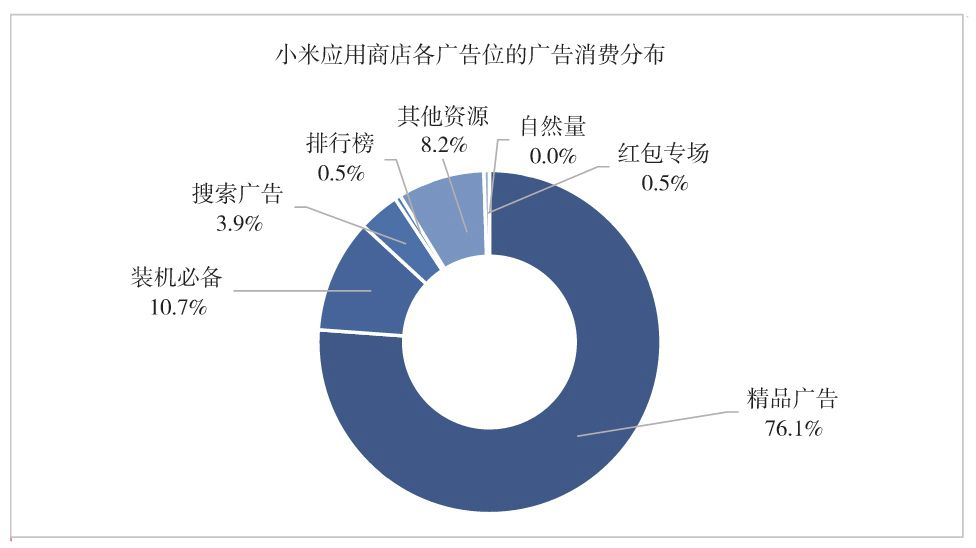 小米应用商店各广告位的广告消费分布
其他资源
8.2%
自然量
0.0%
排行榜
0.5%
红包专场
0.5%
搜索广告
3.9%
装机必备
10.7%
精品广告
76.1%